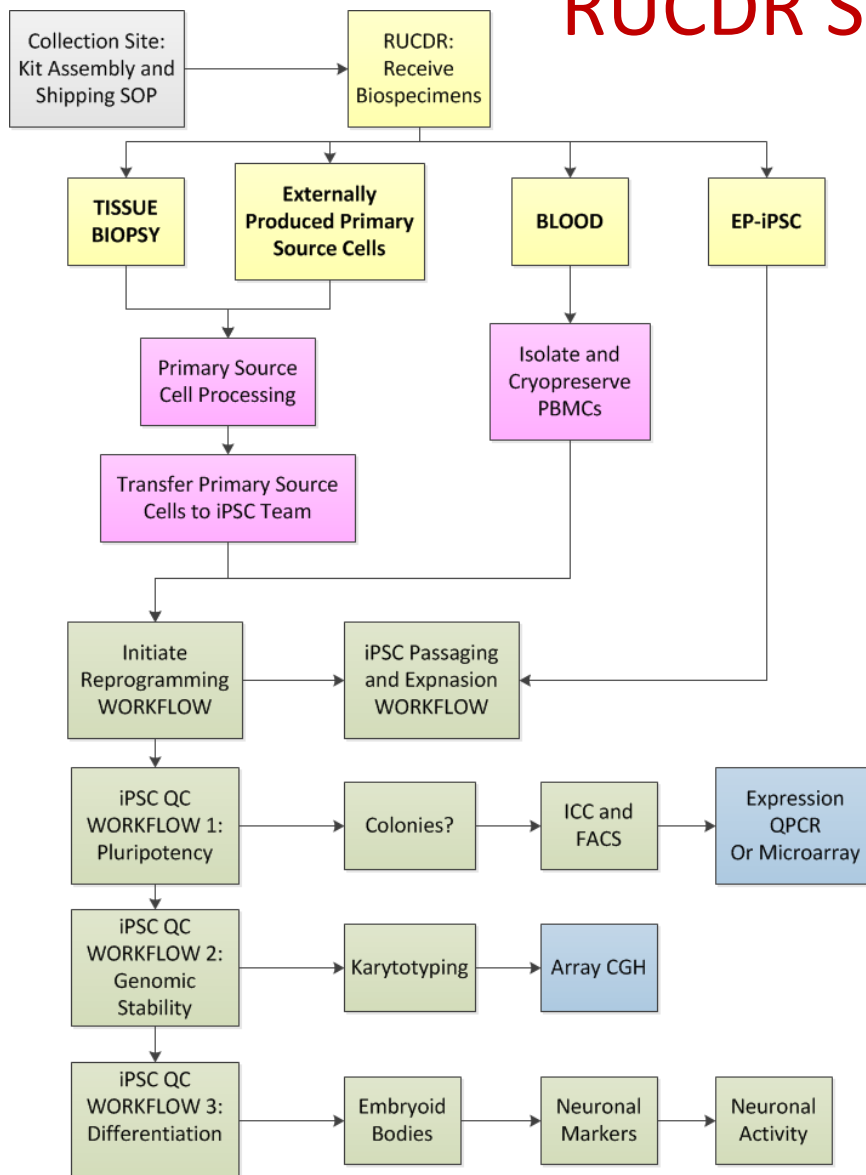 RUCDR S
Collection Site:
Kit Assembly and
Shipping SOP
RUCDR:
Receive
Biospecimens
TISSUE
BIOPSY
Externally
Produced Primary
Source Cells
BLOOD
EP-iPSC
Primary Source
Cell Processing
Isolate and
Cryopreserve
PBMCs
Transfer Primary Source
Cells to iPSC Team
Initiate
Reprogramming
WORKFLOW
iPSC Passaging
and Expnasion
WORKFLOW
iPSC QC
WORKFLOW 1:
Pluripotency
Colonies?
ICC and
FACS
Expression
QPCR
Or Microarray
iPSC QC
WORKFLOW 2:
Genomic
Stability
Karytotyping
Array CGH
iPSC QC
WORKFLOW 3:
Differentiation
Embryoid
Bodies
Neuronal
Markers
Neuronal
Activity